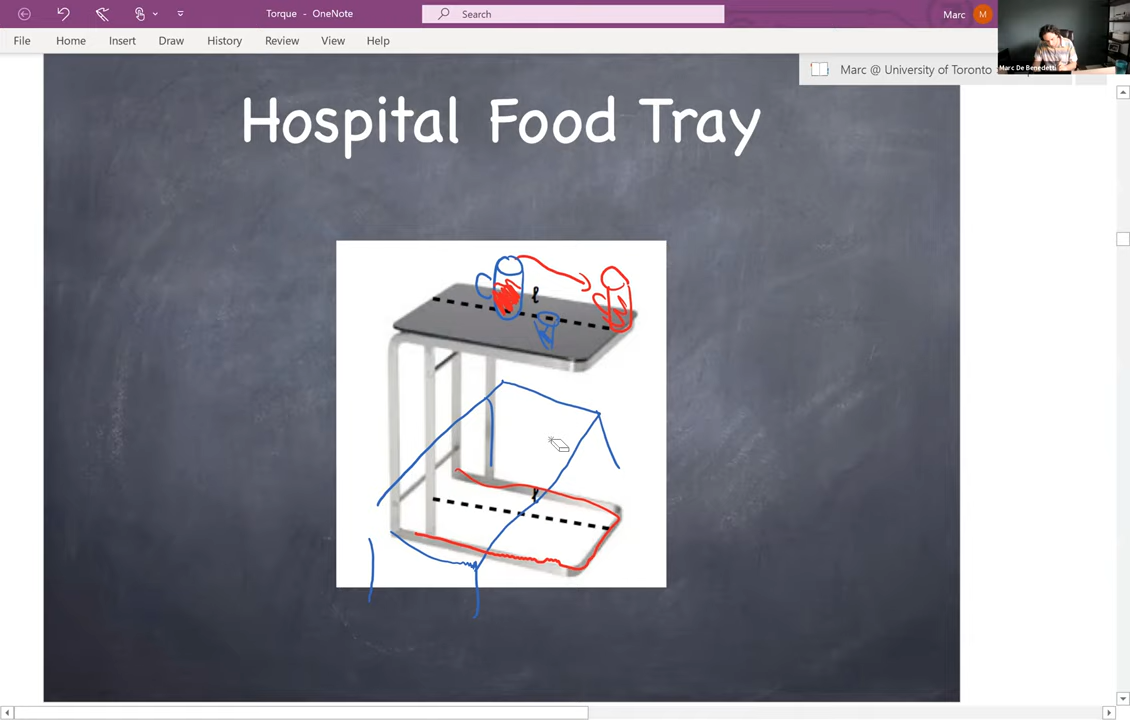 Torque - OneNote
Search
Marc
M
File Home Insert Draw History Review View Help
Marc De Benedetti
Marc @ University of Toronto
Hospital Food Tray
ℓ
ℓ